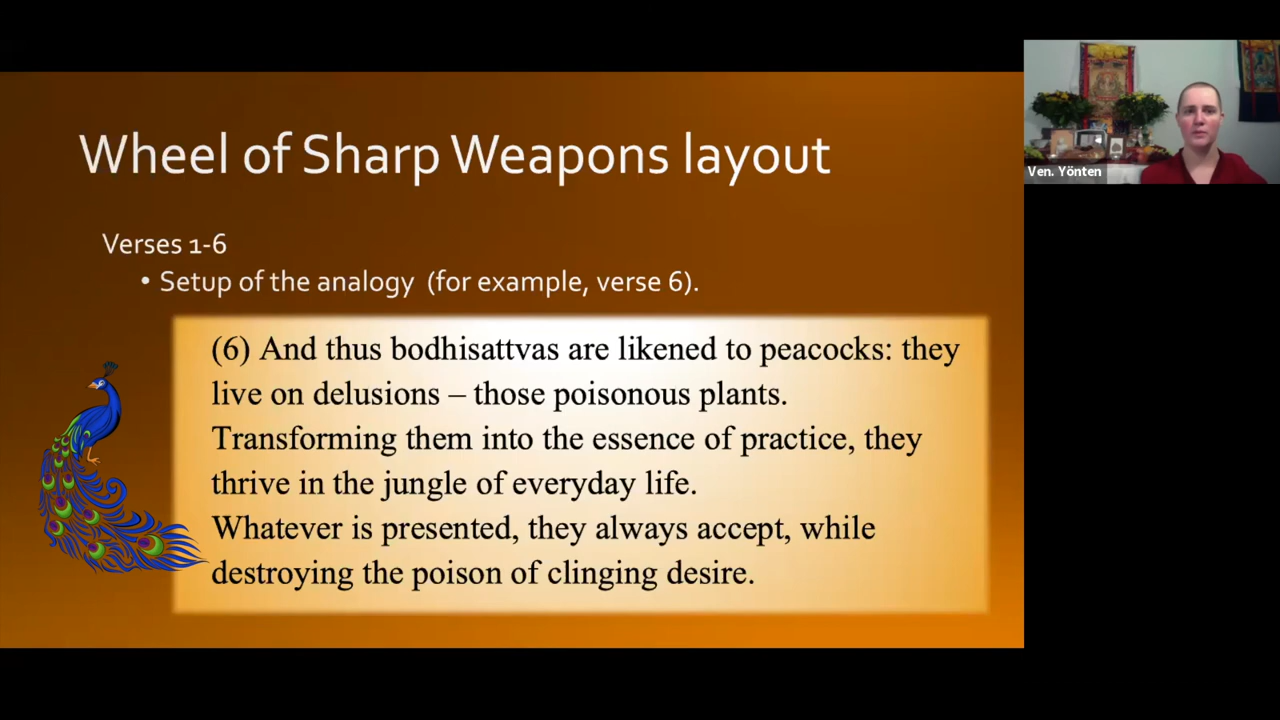 Wheel of Sharp Weapons layout
Verses 1-6
• Setup of the analogy (for example, verse 6).
(6) And thus bodhisattvas are likened to peacocks: they
live on delusions – those poisonous plants.
Transforming them into the essence of practice, they
thrive in the jungle of everyday life.
Whatever is presented, they always accept, while
destroying the poison of clinging desire.
Ven. Yönten